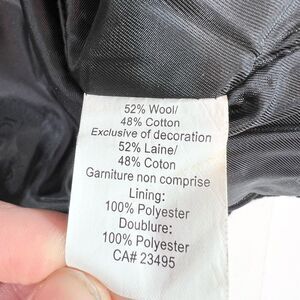 52% Wool/
48% Cotton
Exclusive of decoration
52% Laine/
48% Coton
Garniture non comprise
Lining:
100% Polyester
Doublure:
100% Polyester
CA# 23495